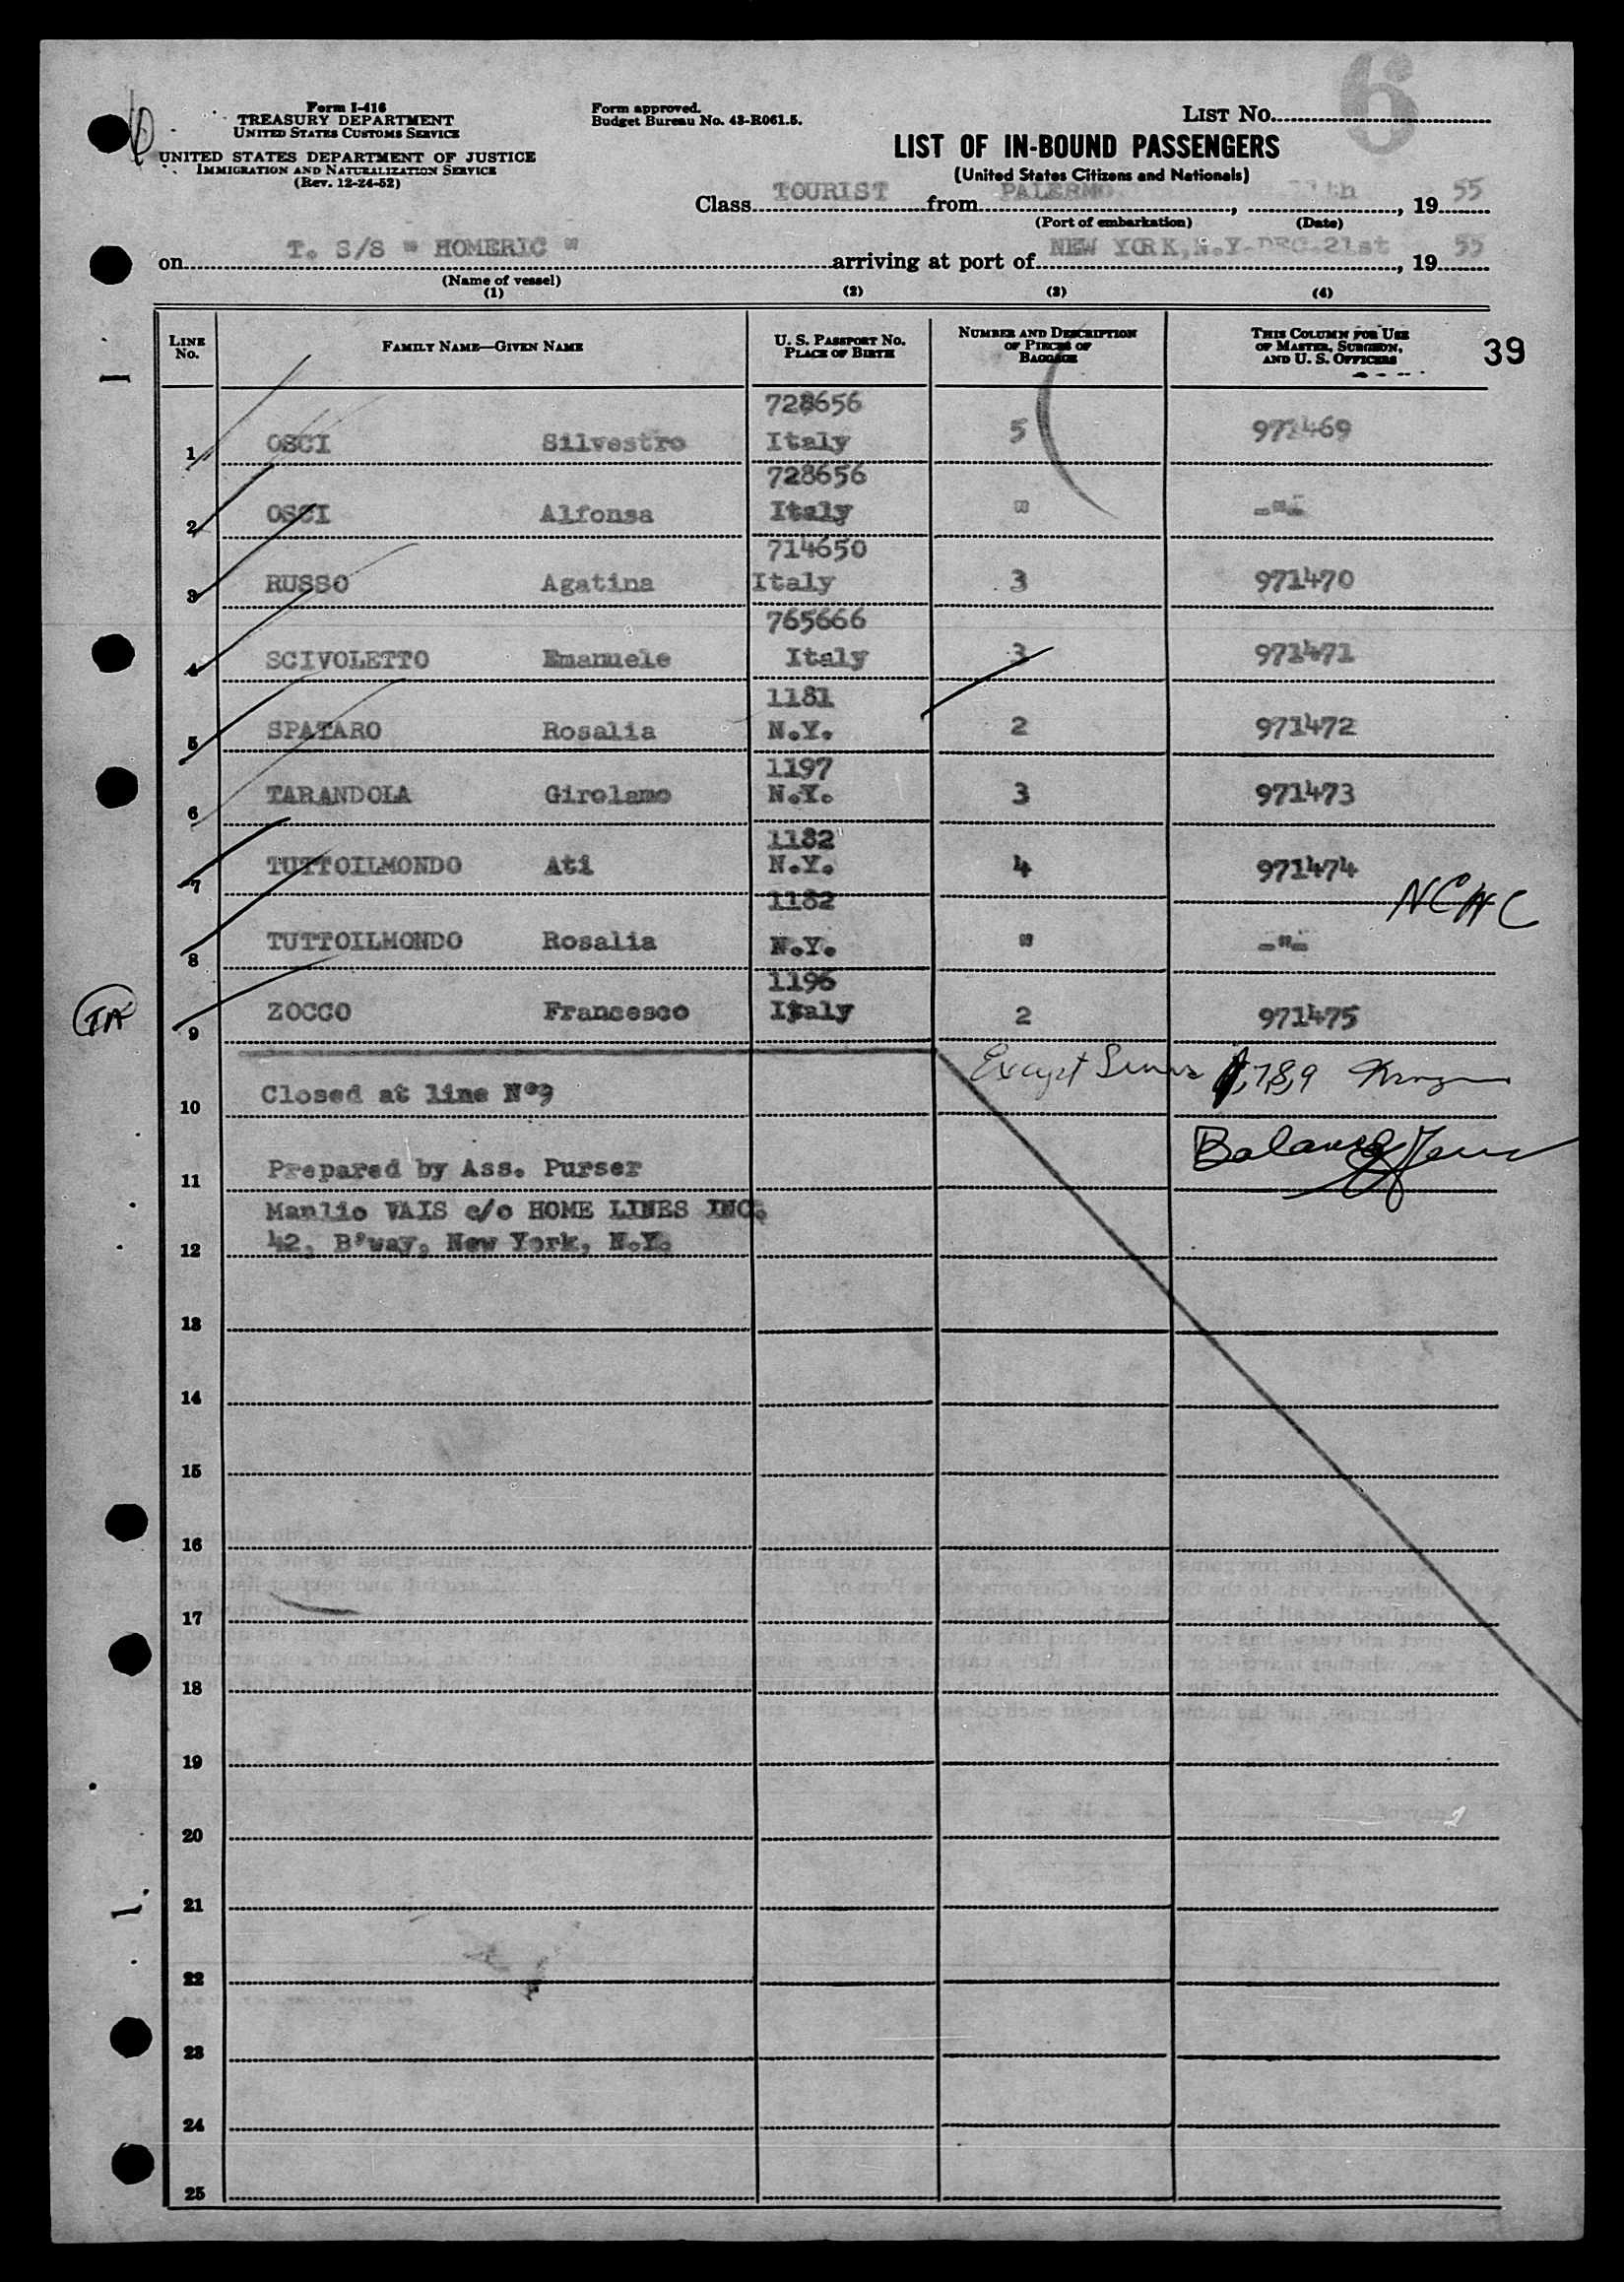 6
Form I-416
TREASURY DEPARTMENT
UNITED STATES CUSTOMS SERVICE
UNITED STATES DEPARTMENT OF JUSTICE
IMMIGRATION AND NATURALIZATION SERVICE
(Rev. 12-24-52)
Form approved.
Budget Bureau No. 43-R061.5.
LIST NO.
LIST OF IN-BOUND PASSENGERS
(United States Citizens and Nationals)
Class TOURIST from PALERMO, 11th, 19 55
(Port of embarkation) (Date)
on T. S/S " HOMERIC " arriving at port of NEW YORK, N.Y. DEC. 21st, 19 55
(Name of vessel)
(1) (2) (3) (4)
LINE No. FAMILY NAME—GIVEN NAME U. S. PASSPORT NO. PLACE OF BIRTH NUMBER AND DESCRIPTION OF PIECES OF BAGGAGE THIS COLUMN FOR USE OF MASTER, SURGEON, AND U. S. OFFICERS
39
728656
1 OSCI Silvestro Italy 5 971469
728656
2 OSCI Alfonsa Italy " -"-
714650
3 RUSSO Agatina Italy 3 971470
765666
4 SCIVOLETTO Emanuele Italy 3 971471
1181
5 SPATARO Rosalia N.Y. 2 971472
1197
6 TARANDOLA Girolamo N.Y. 3 971473
1182
7 TUTTOILMONDO Ati N.Y. 4 971474
NCHC
1182
8 TUTTOILMONDO Rosalia N.Y. " -"-
1196
IA
9 ZOCCO Francesco Italy 2 971475
Except Lines 7,8,9
10 Closed at line N°9
11 Prepared by Ass. Purser
Manlio VAIS c/o HOME LINES INC.
12 42, B'way, New York, N.Y.
13
14
15
16
17
18
19
20
21
22
23
24
25